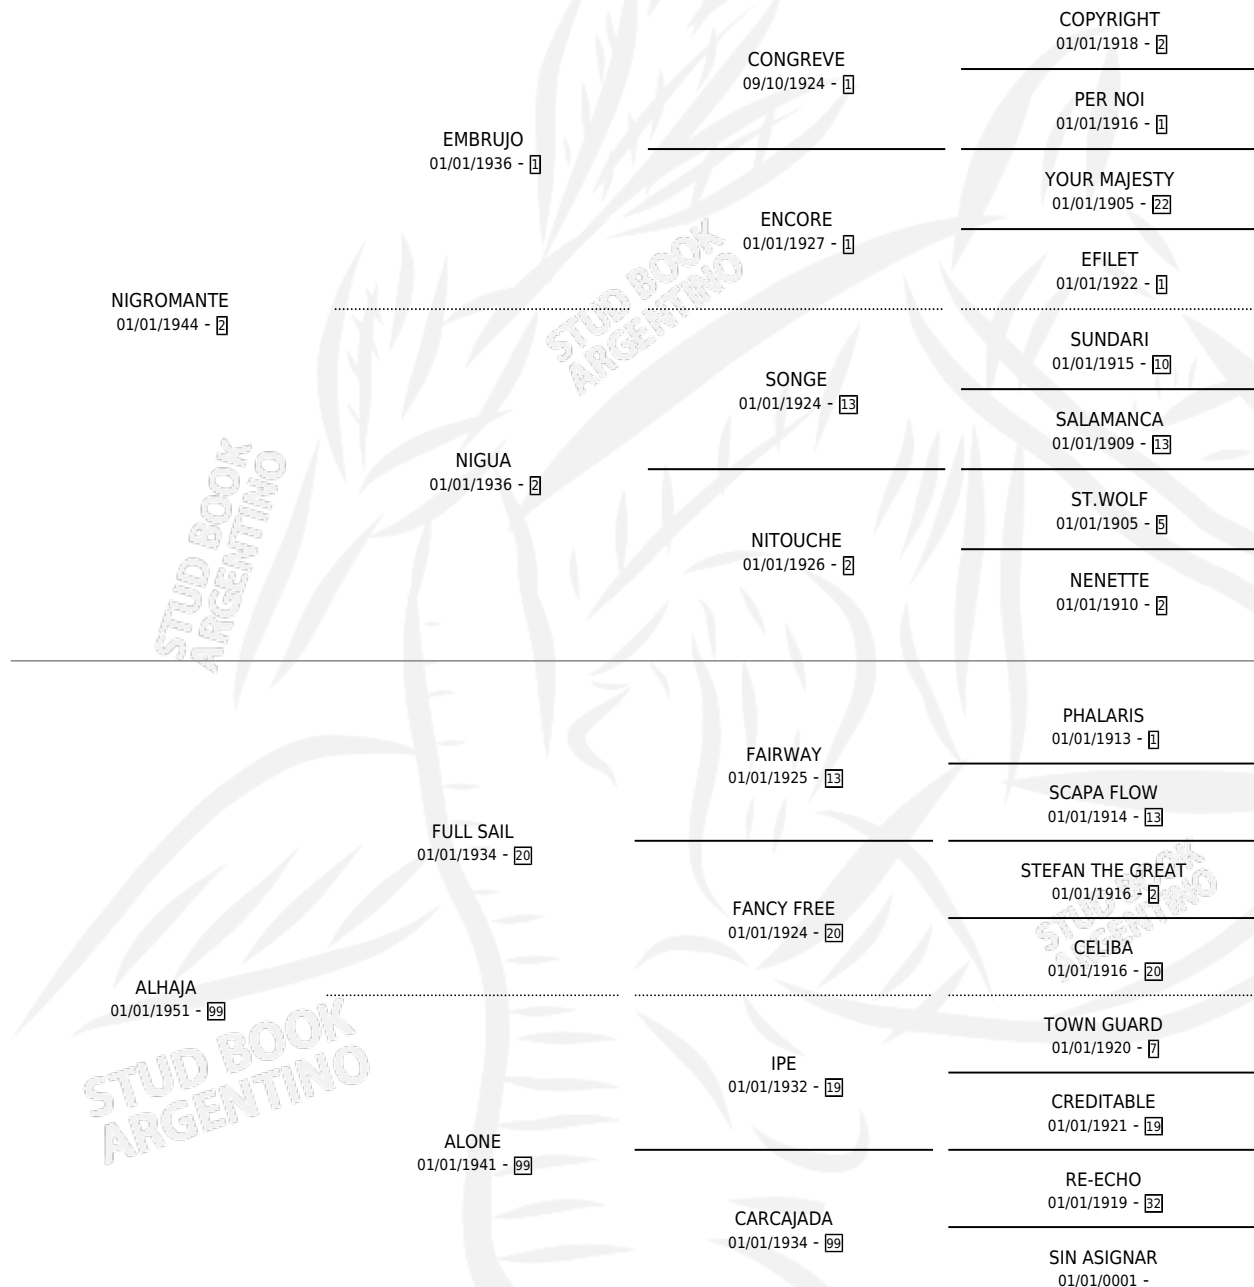 COPYRIGHT
01/01/1918 - 2
CONGREVE
09/10/1924 - 1
PER NOI
01/01/1916 - 1
EMBRUJO
01/01/1936 - 1
YOUR MAJESTY
01/01/1905 - 22
ENCORE
01/01/1927 - 1
EFILET
01/01/1922 - 1
NIGROMANTE
01/01/1944 - 2
SUNDARI
01/01/1915 - 10
SONGE
01/01/1924 - 13
SALAMANCA
01/01/1909 - 13
NIGUA
01/01/1936 - 2
ST.WOLF
01/01/1905 - 5
NITOUCHE
01/01/1926 - 2
NENETTE
01/01/1910 - 2
STUD BOOK
ARGENTINO
STUD BOOK
ARGENTINO
PHALARIS
01/01/1913 - 1
FAIRWAY
01/01/1925 - 13
SCAPA FLOW
01/01/1914 - 13
FULL SAIL
01/01/1934 - 20
STEFAN THE GREAT
01/01/1916 - 2
FANCY FREE
01/01/1924 - 20
CELIBA
01/01/1916 - 20
ALHAJA
01/01/1951 - 99
TOWN GUARD
01/01/1920 - 7
IPE
01/01/1932 - 19
CREDITABLE
01/01/1921 - 19
ALONE
01/01/1941 - 99
RE-ECHO
01/01/1919 - 32
CARCAJADA
01/01/1934 - 99
SIN ASIGNAR
01/01/0001 -
STUD BOOK
ARGENTINO
STUD BOOK
ARGENTINO